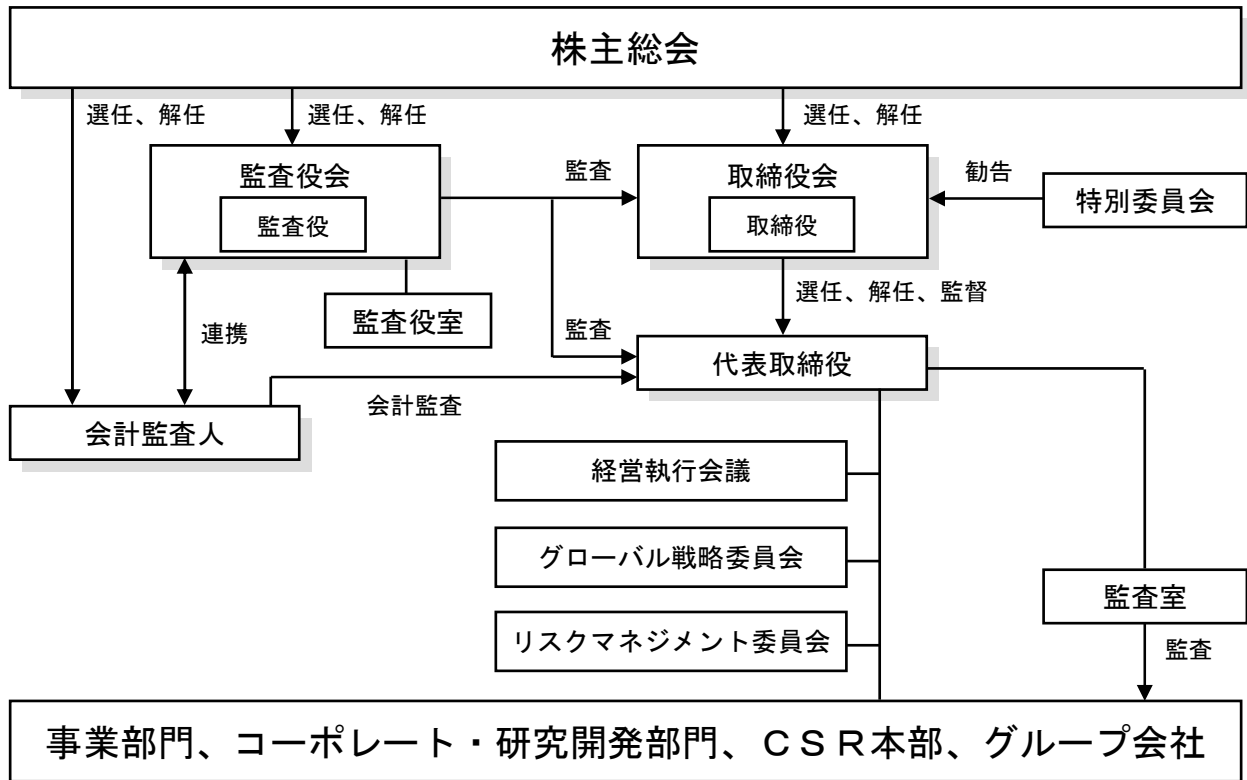 株主総会
選任、解任
選任、解任
選任、解任
監査役会
監査役
監査
取締役会
取締役
勧告
特別委員会
選任、解任、監督
監査役室
連携
監査
代表取締役
会計監査
会計監査人
経営執行会議
グローバル戦略委員会
監査室
リスクマネジメント委員会
監査
事業部門、コーポレート・研究開発部門、ＣＳＲ本部、グループ会社